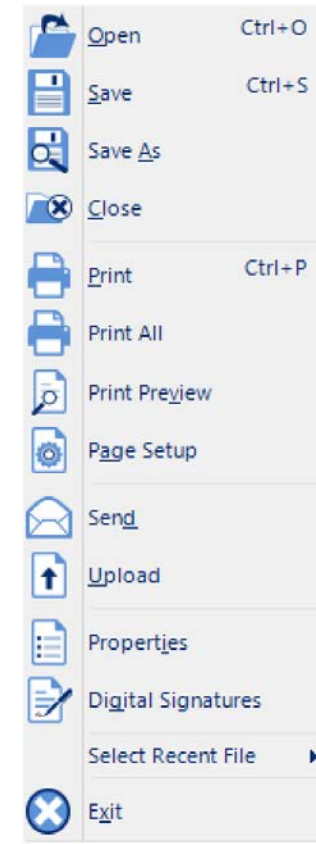 Open Ctrl+O
Save Ctrl+S
Save As
Close
Print Ctrl+P
Print All
Print Preview
Page Setup
Send
Upload
Properties
Digital Signatures
Select Recent File
Exit